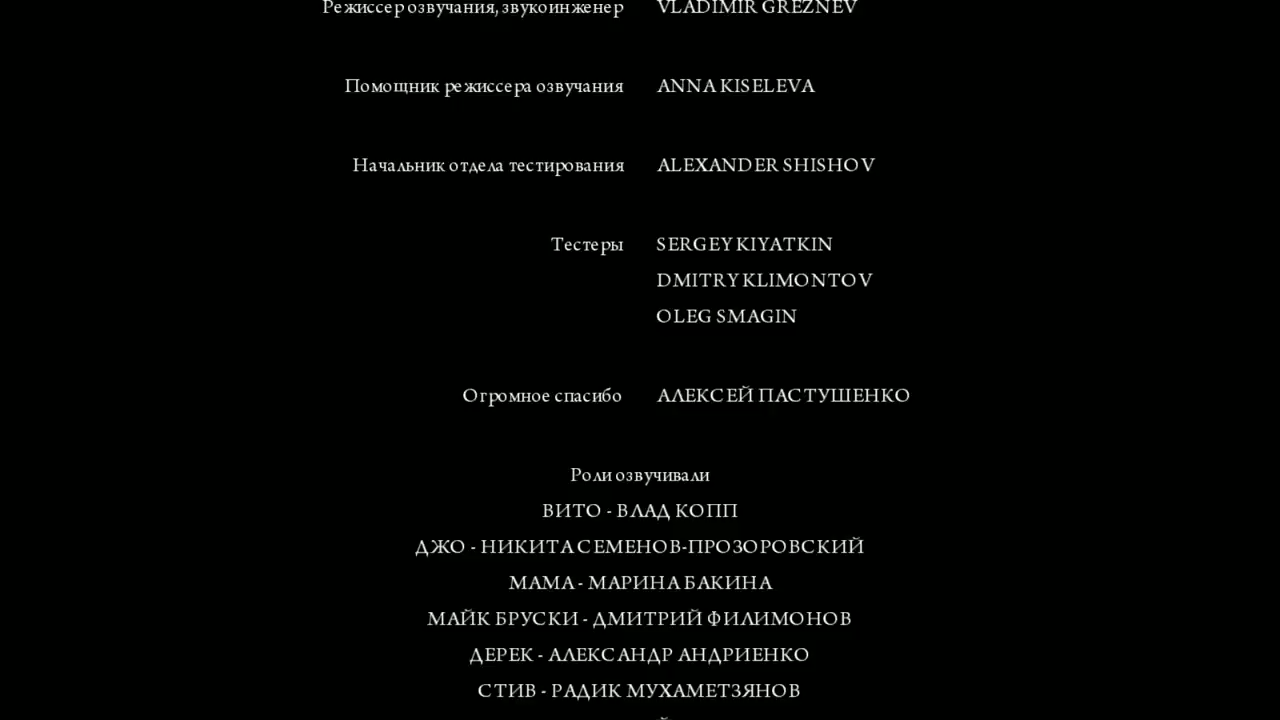 Режиссер озвучания, звукоинженер VLADIMIR GREZNEV
Помощник режиссера озвучания ANNA KISELEVA
Начальник отдела тестирования ALEXANDER SHISHOV
Тестеры SERGEY KIYATKIN
DMITRY KLIMONTOV
OLEG SMAGIN
Огромное спасибо АЛЕКСЕЙ ПАСТУШЕНКО
Роли озвучивали
ВИТО - ВЛАД КОПП
ДЖО - НИКИТА СЕМЕНОВ-ПРОЗОРОВСКИЙ
МАМА - МАРИНА БАКИНА
МАЙК БРУСКИ - ДМИТРИЙ ФИЛИМОНОВ
ДЕРЕК - АЛЕКСАНДР АНДРИЕНКО
СТИВ - РАДИК МУХАМЕТЗЯНОВ